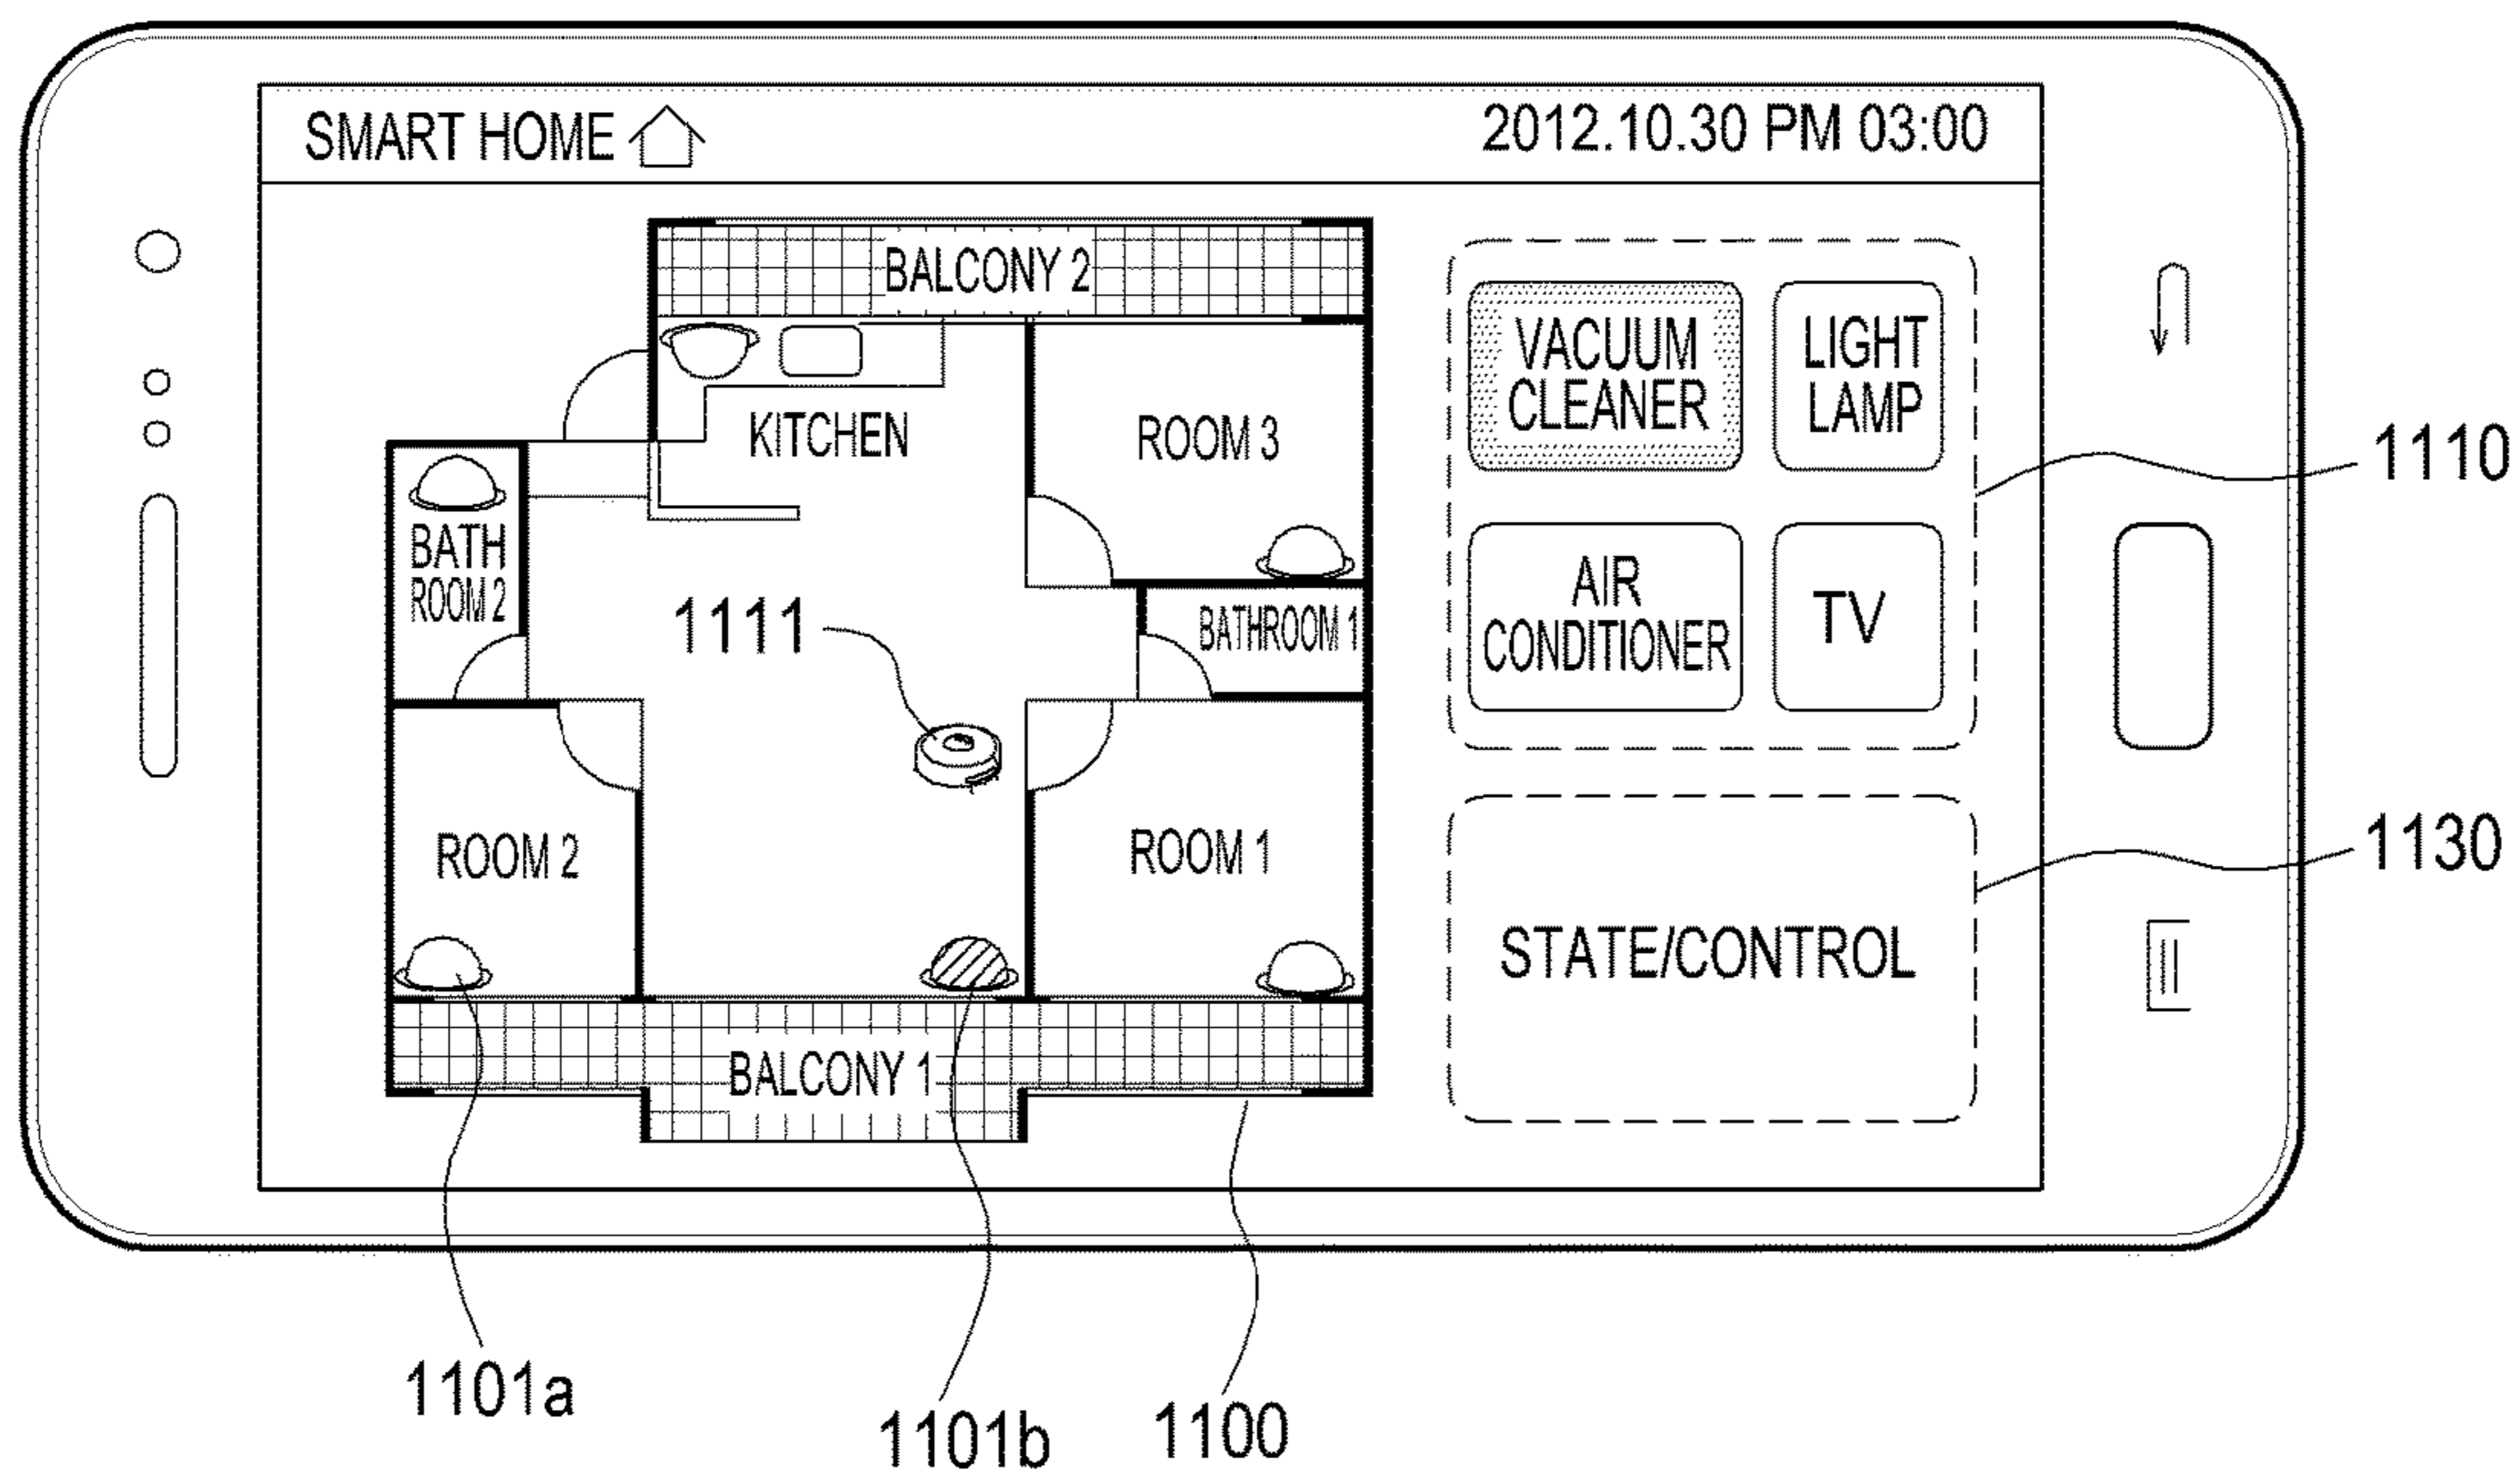 SMART HOME
2012.10.30 PM 03:00
BALCONY 2
VACUUM
CLEANER
LIGHT
LAMP
KITCHEN
ROOM 3
1110
BATH
ROOM 2
1111
BATHROOM 1
AIR
CONDITIONER
TV
ROOM 2
ROOM 1
1130
STATE/CONTROL
BALCONY 1
1101a
1101b
1100